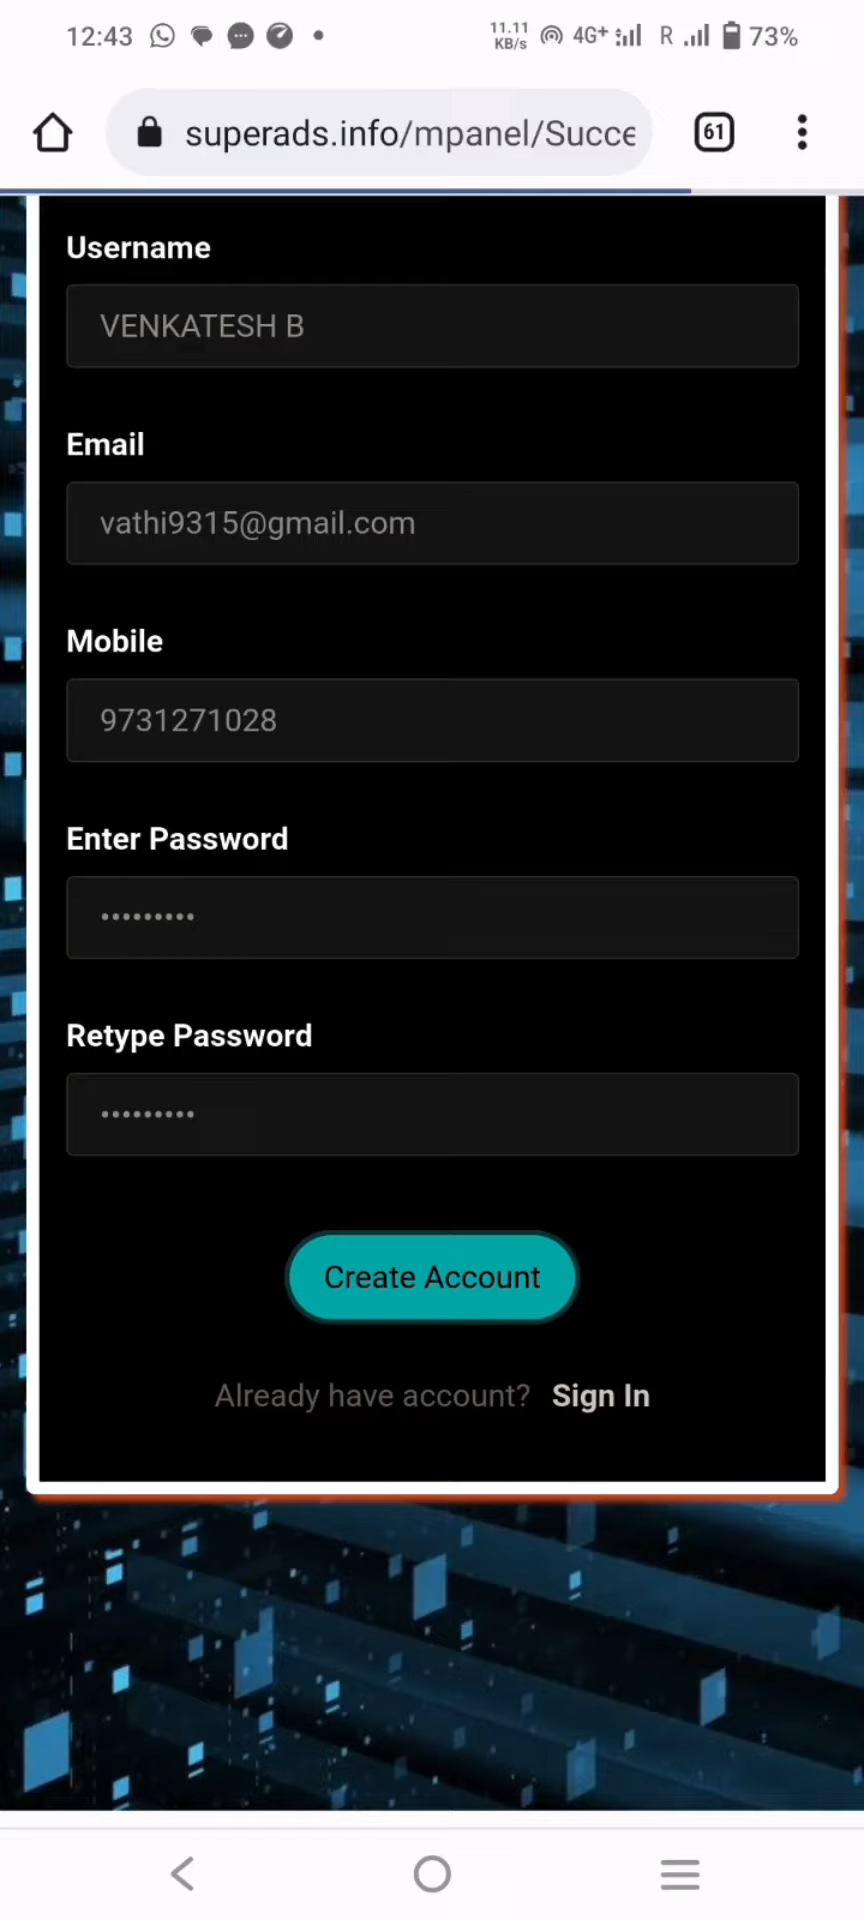 12:43 11.11 KB/s 4G+ R 73%
superads.info/mpanel/Succe 61
Username
VENKATESH B
Email
vathi9315@gmail.com
Mobile
9731271028
Enter Password
•••••••••
Retype Password
•••••••••
Create Account
Already have account? Sign In